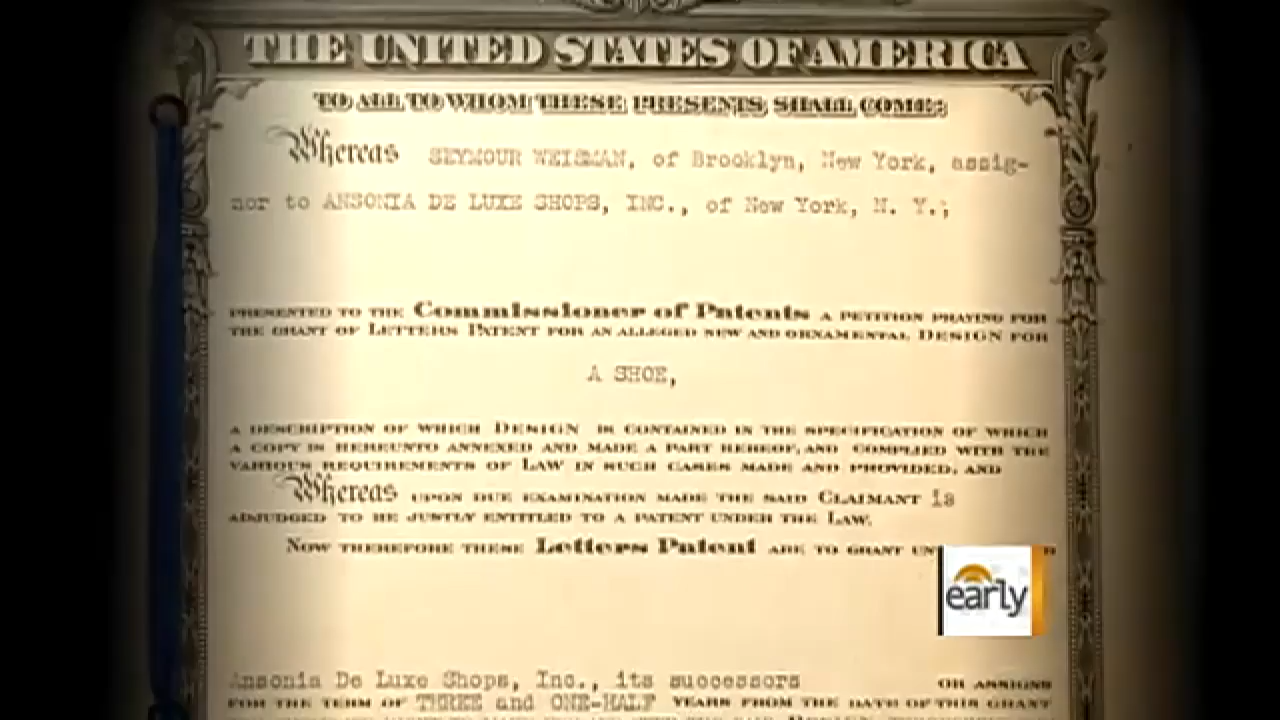 THE UNITED STATES OF AMERICA
TO ALL TO WHOM THESE PRESENTS SHALL COME:
Whereas SEYMOUR WEISMAN, of Brooklyn, New York, assig-
nor to ANSONIA DE LUXE SHOPS, INC., of New York, N. Y.,
PRESENTED TO THE Commissioner of Patents A PETITION PRAYING FOR
THE GRANT OF LETTERS PATENT FOR AN ALLEGED NEW AND ORNAMENTAL DESIGN FOR
A SHOE,
A DESCRIPTION OF WHICH DESIGN IS CONTAINED IN THE SPECIFICATION OF WHICH
A COPY IS HEREUNTO ANNEXED AND MADE A PART HEREOF, AND COMPLIED WITH THE
VARIOUS REQUIREMENTS OF LAW IN SUCH CASES MADE AND PROVIDED, AND
Whereas UPON DUE EXAMINATION MADE THE SAID CLAIMANT is
ADJUDGED TO BE JUSTLY ENTITLED TO A PATENT UNDER THE LAW.
NOW THEREFORE THESE Letters Patent ARE TO GRANT UN
early
Ansonia De Luxe Shops, Inc., its successors OR ASSIGNS
FOR THE TERM OF THREE and ONE-HALF YEARS FROM THE DATE OF THIS GRANT